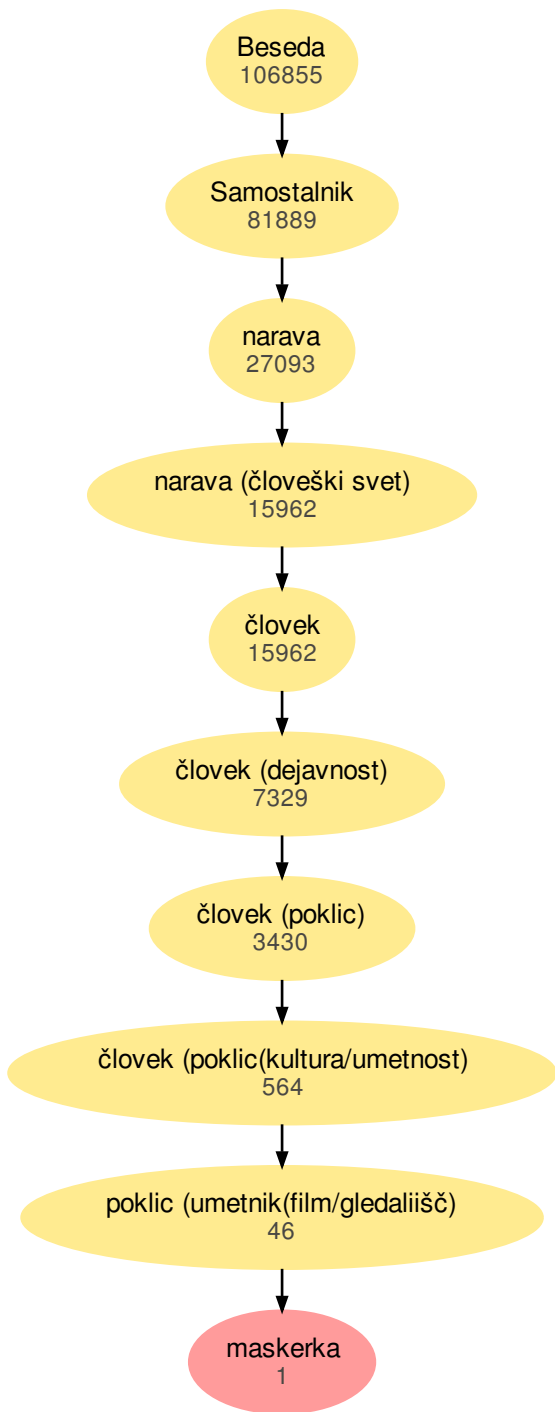 Beseda
106855
Samostalnik
81889
narava
27093
narava (človeški svet)
15962
človek
15962
človek (dejavnost)
7329
človek (poklic)
3430
človek (poklic(kultura/umetnost)
564
poklic (umetnik(film/gledaliišč)
46
maskerka
1